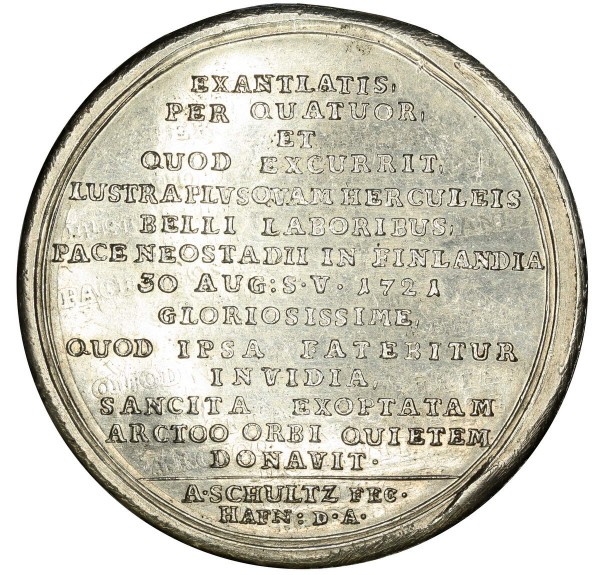 EXANTLATIS,
PER QUATUOR,
ET
QUOD EXCURRIT,
LUSTRA PLVSQUAM HERCULEIS
BELLI LABORIBUS,
PACE NEOSTADII IN FINLANDIA
30 AUG: S. V. 1721
GLORIOSISSIME,
QUOD IPSA FATEBITUR
INVIDIA,
SANCITA EXOPTATAM
ARCTOO ORBI QUIETEM
DONAVIT.
A·SCHULTZ FEC.
HAFN: D·A·